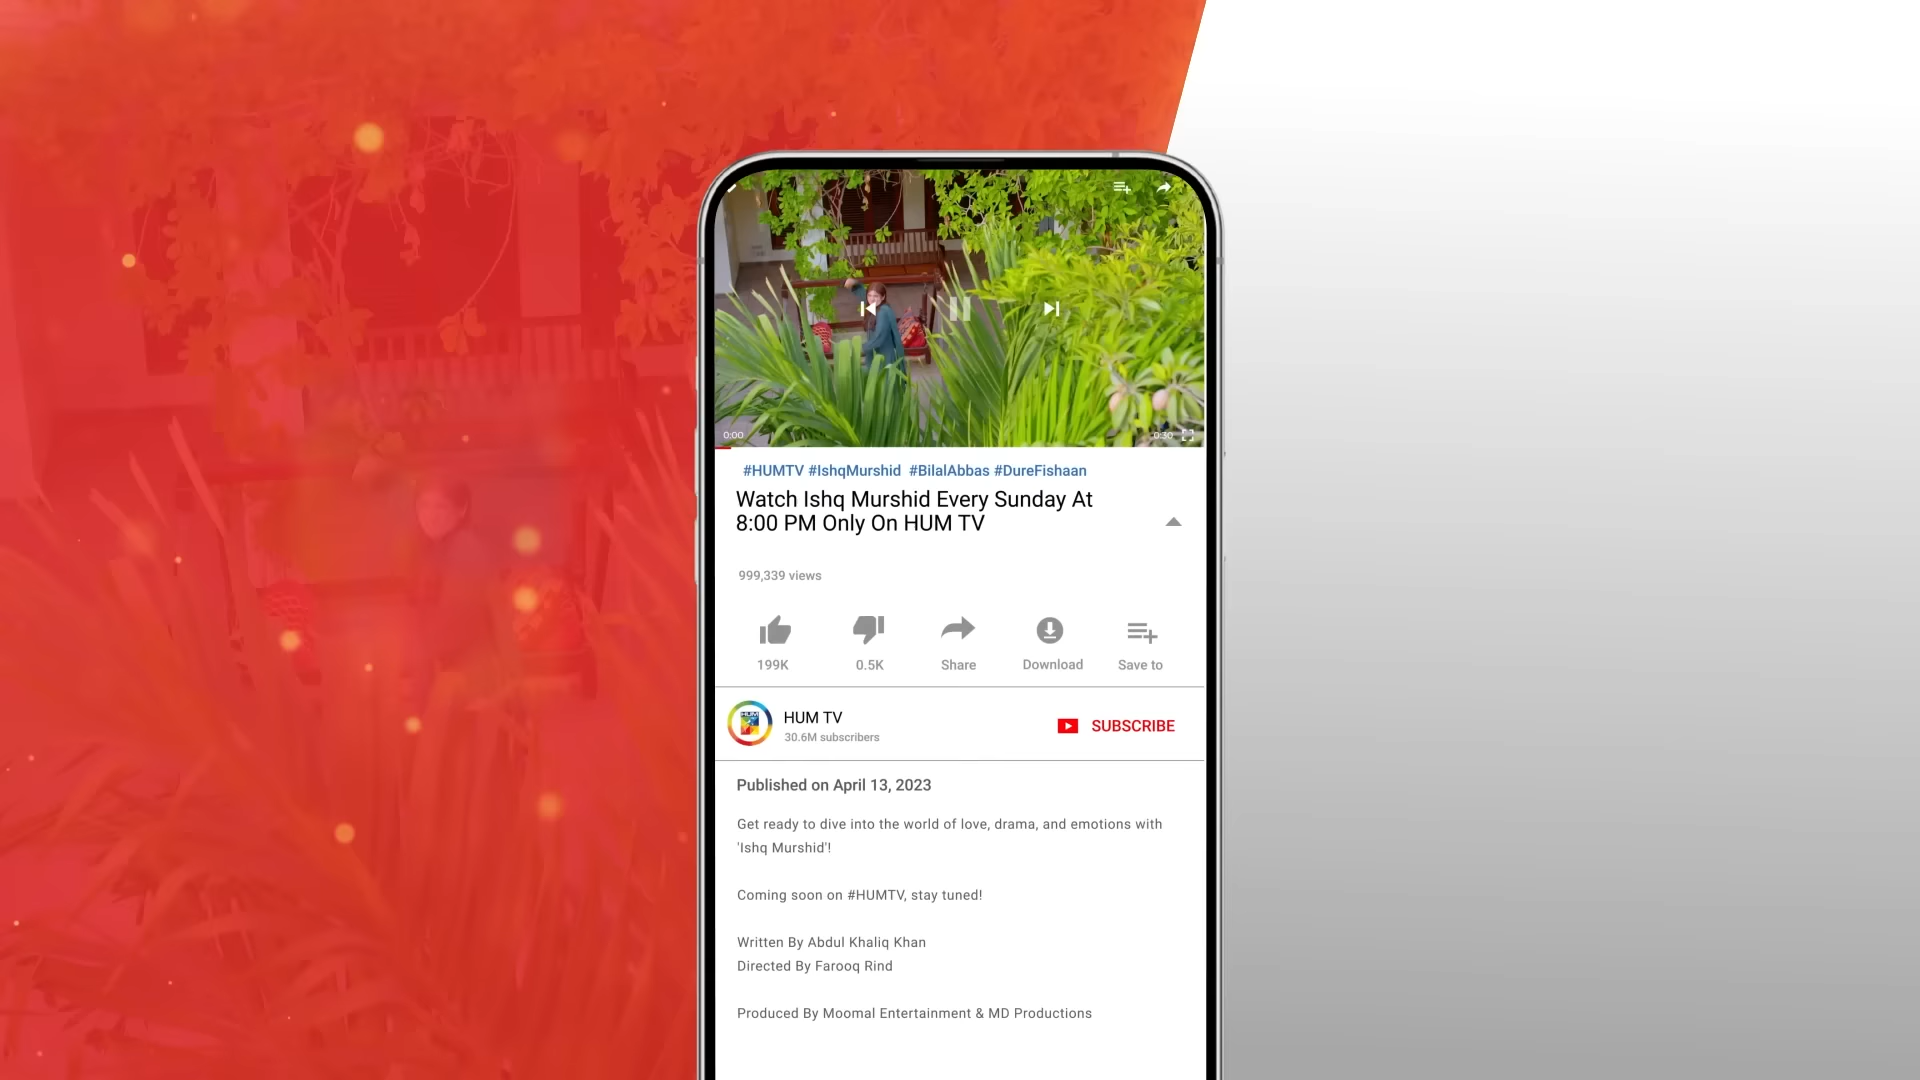 0:00
0:30
#HUMTV #IshqMurshid #BilalAbbas #DureFishaan
Watch Ishq Murshid Every Sunday At
8:00 PM Only On HUM TV
999,339 views
199K
0.5K
Share
Download
Save to
HUM
HUM TV
30.6M subscribers
SUBSCRIBE
Published on April 13, 2023
Get ready to dive into the world of love, drama, and emotions with
'Ishq Murshid'!
Coming soon on #HUMTV, stay tuned!
Written By Abdul Khaliq Khan
Directed By Farooq Rind
Produced By Moomal Entertainment & MD Productions